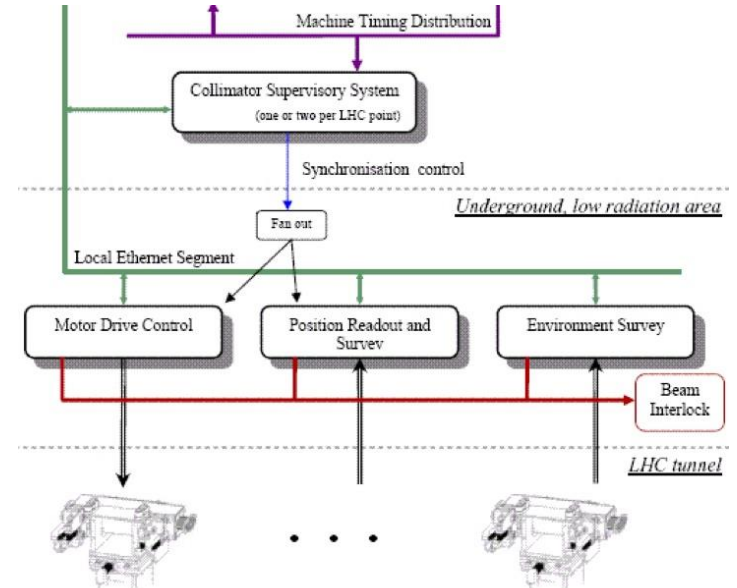 Machine Timing Distribution
Collimator Supervisory System
(one or two per LHC point)
Synchronisation control
Underground, low radiation area
Fan out
Local Ethernet Segment
Motor Drive Control
Position Readout and
Survev
Environment Survey
Beam
Interlock
LHC tunnel